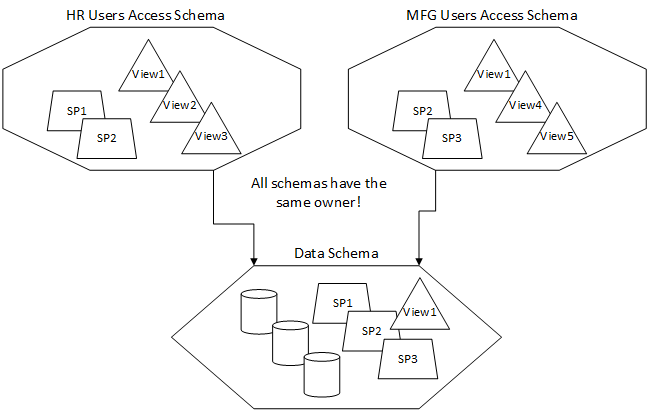 HR Users Access Schema
MFG Users Access Schema
View1
View2
View3
SP1
SP2
View1
View4
View5
SP2
SP3
All schemas have the
same owner!
Data Schema
SP1
SP2
SP3
View1